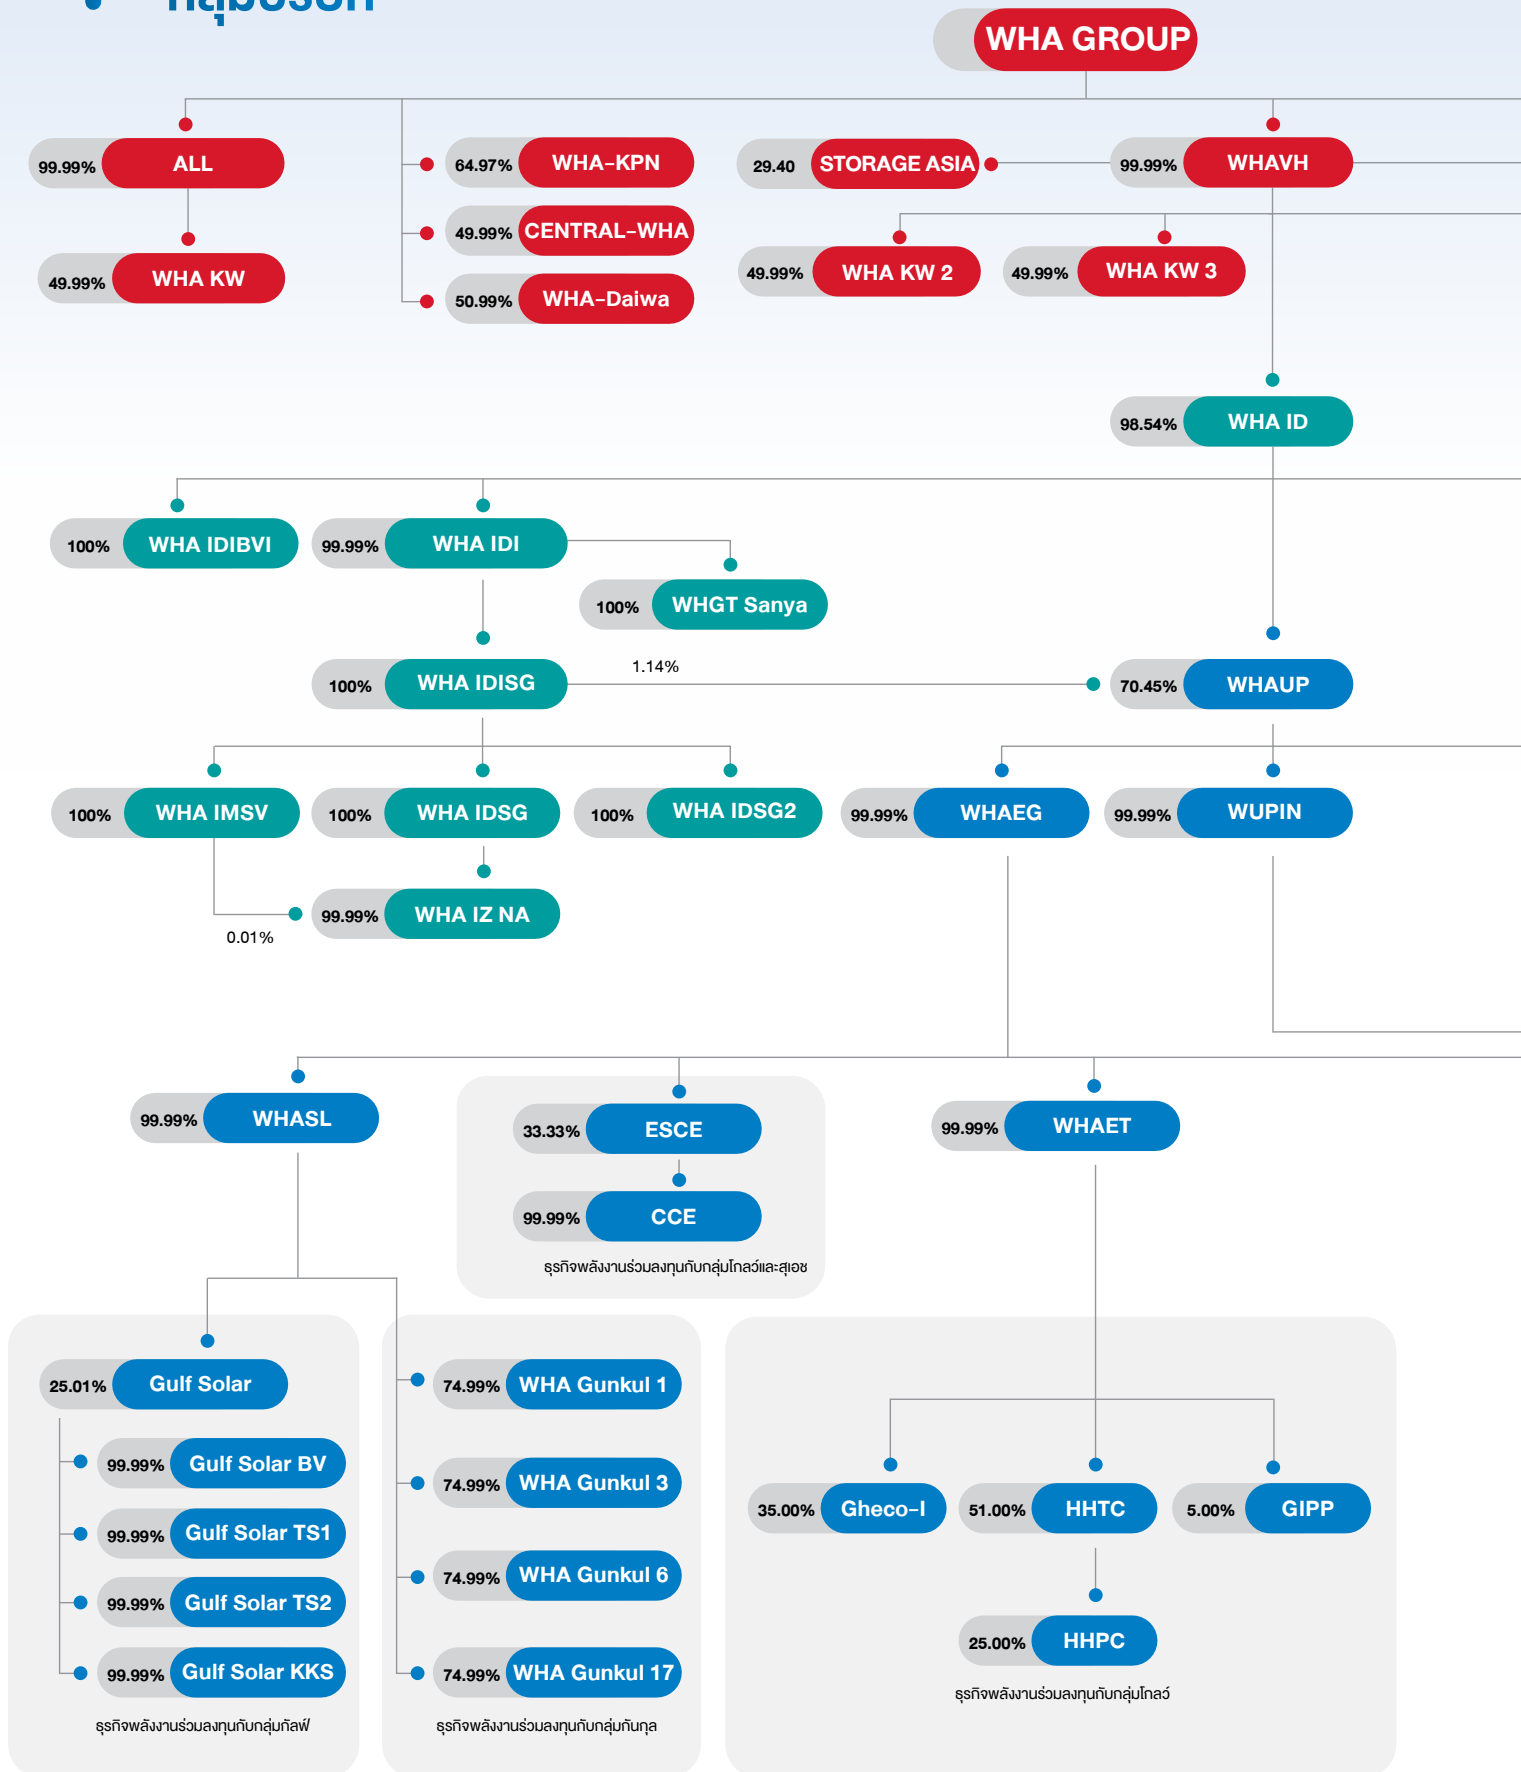 WHA GROUP
99.99% ALL
64.97% WHA-KPN
29.40 STORAGE ASIA
99.99% WHAVH
49.99% CENTRAL-WHA
49.99% WHA KW
50.99% WHA-Daiwa
49.99% WHA KW 2
49.99% WHA KW 3
98.54% WHA ID
100% WHA IDIBVI
99.99% WHA IDI
100% WHGT Sanya
100% WHA IDISG
1.14%
70.45% WHAUP
100% WHA IMSV
100% WHA IDSG
100% WHA IDSG2
99.99% WHAEG
99.99% WUPIN
99.99% WHA IZ NA
0.01%
99.99% WHASL
33.33% ESCE
99.99% WHAET
99.99% CCE
ธุรกิจพลังงานร่วมลงทุนกับกลุ่มโกลว์และสุเอซ
25.01% Gulf Solar
99.99% Gulf Solar BV
99.99% Gulf Solar TS1
99.99% Gulf Solar TS2
99.99% Gulf Solar KKS
ธุรกิจพลังงานร่วมลงทุนกับกลุ่มกัลฟ์
74.99% WHA Gunkul 1
74.99% WHA Gunkul 3
74.99% WHA Gunkul 6
74.99% WHA Gunkul 17
ธุรกิจพลังงานร่วมลงทุนกับกลุ่มกันกุล
35.00% Gheco-I
51.00% HHTC
5.00% GIPP
25.00% HHPC
ธุรกิจพลังงานร่วมลงทุนกับกลุ่มโกลว์